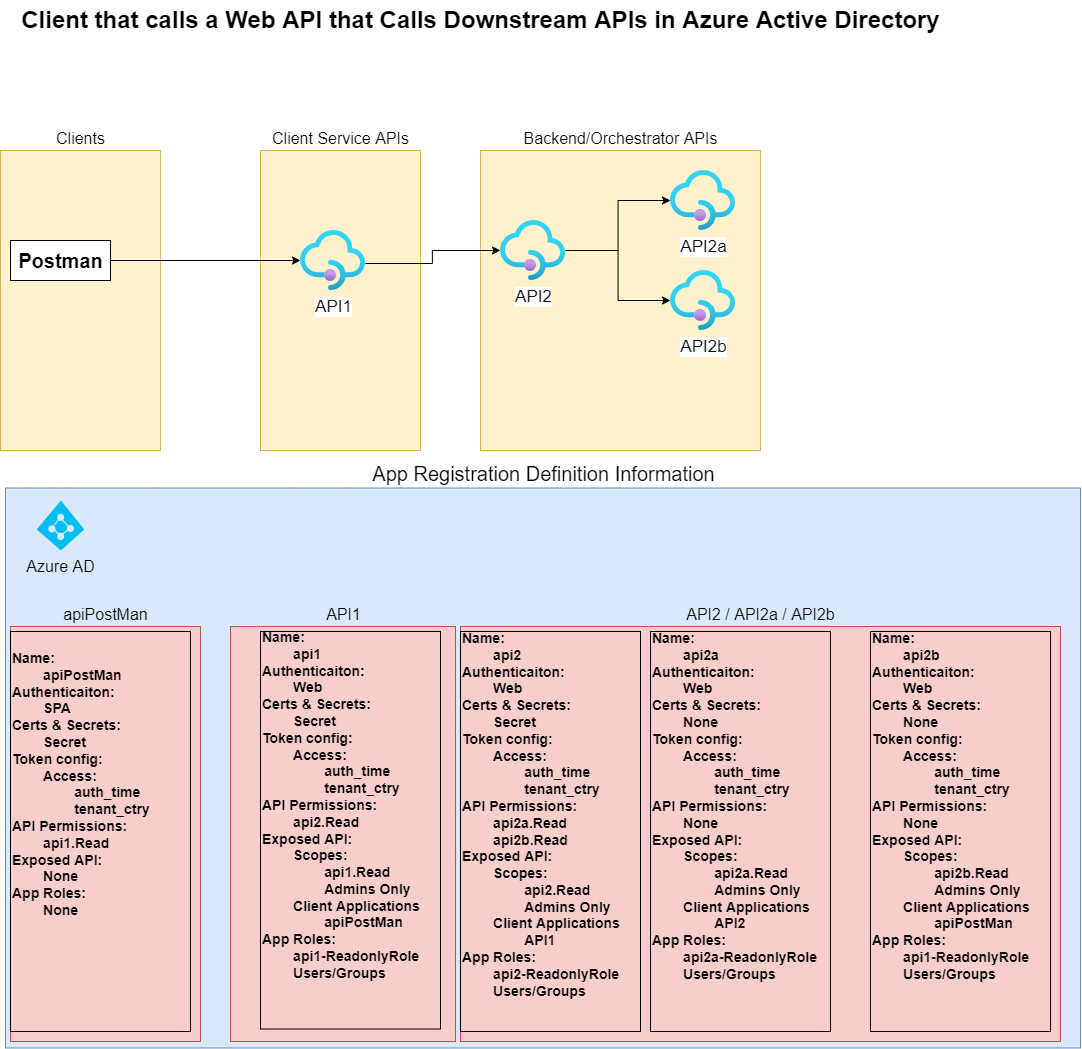 Client that calls a Web API that Calls Downstream APIs in Azure Active Directory
Clients
Client Service APIs
Backend/Orchestrator APIs
Postman
API1
API2
API2a
API2b
App Registration Definition Information
Azure AD
apiPostMan
Name:
apiPostMan
Authenticaiton:
SPA
Certs & Secrets:
Secret
Token config:
Access:
auth_time
tenant_ctry
API Permissions:
api1.Read
Exposed API:
None
App Roles:
None
API1
Name:
api1
Authenticaiton:
Web
Certs & Secrets:
Secret
Token config:
Access:
auth_time
tenant_ctry
API Permissions:
api2.Read
Exposed API:
Scopes:
api1.Read
Admins Only
Client Applications
apiPostMan
App Roles:
api1-ReadonlyRole
Users/Groups
API2 / API2a / API2b
Name:
api2
Authenticaiton:
Web
Certs & Secrets:
Secret
Token config:
Access:
auth_time
tenant_ctry
API Permissions:
api2a.Read
api2b.Read
Exposed API:
Scopes:
api2.Read
Admins Only
Client Applications
API1
App Roles:
api2-ReadonlyRole
Users/Groups
Name:
api2a
Authenticaiton:
Web
Certs & Secrets:
None
Token config:
Access:
auth_time
tenant_ctry
API Permissions:
None
Exposed API:
Scopes:
api2a.Read
Admins Only
Client Applications
API2
App Roles:
api2a-ReadonlyRole
Users/Groups
Name:
api2b
Authenticaiton:
Web
Certs & Secrets:
None
Token config:
Access:
auth_time
tenant_ctry
API Permissions:
None
Exposed API:
Scopes:
api2b.Read
Admins Only
Client Applications
apiPostMan
App Roles:
api1-ReadonlyRole
Users/Groups